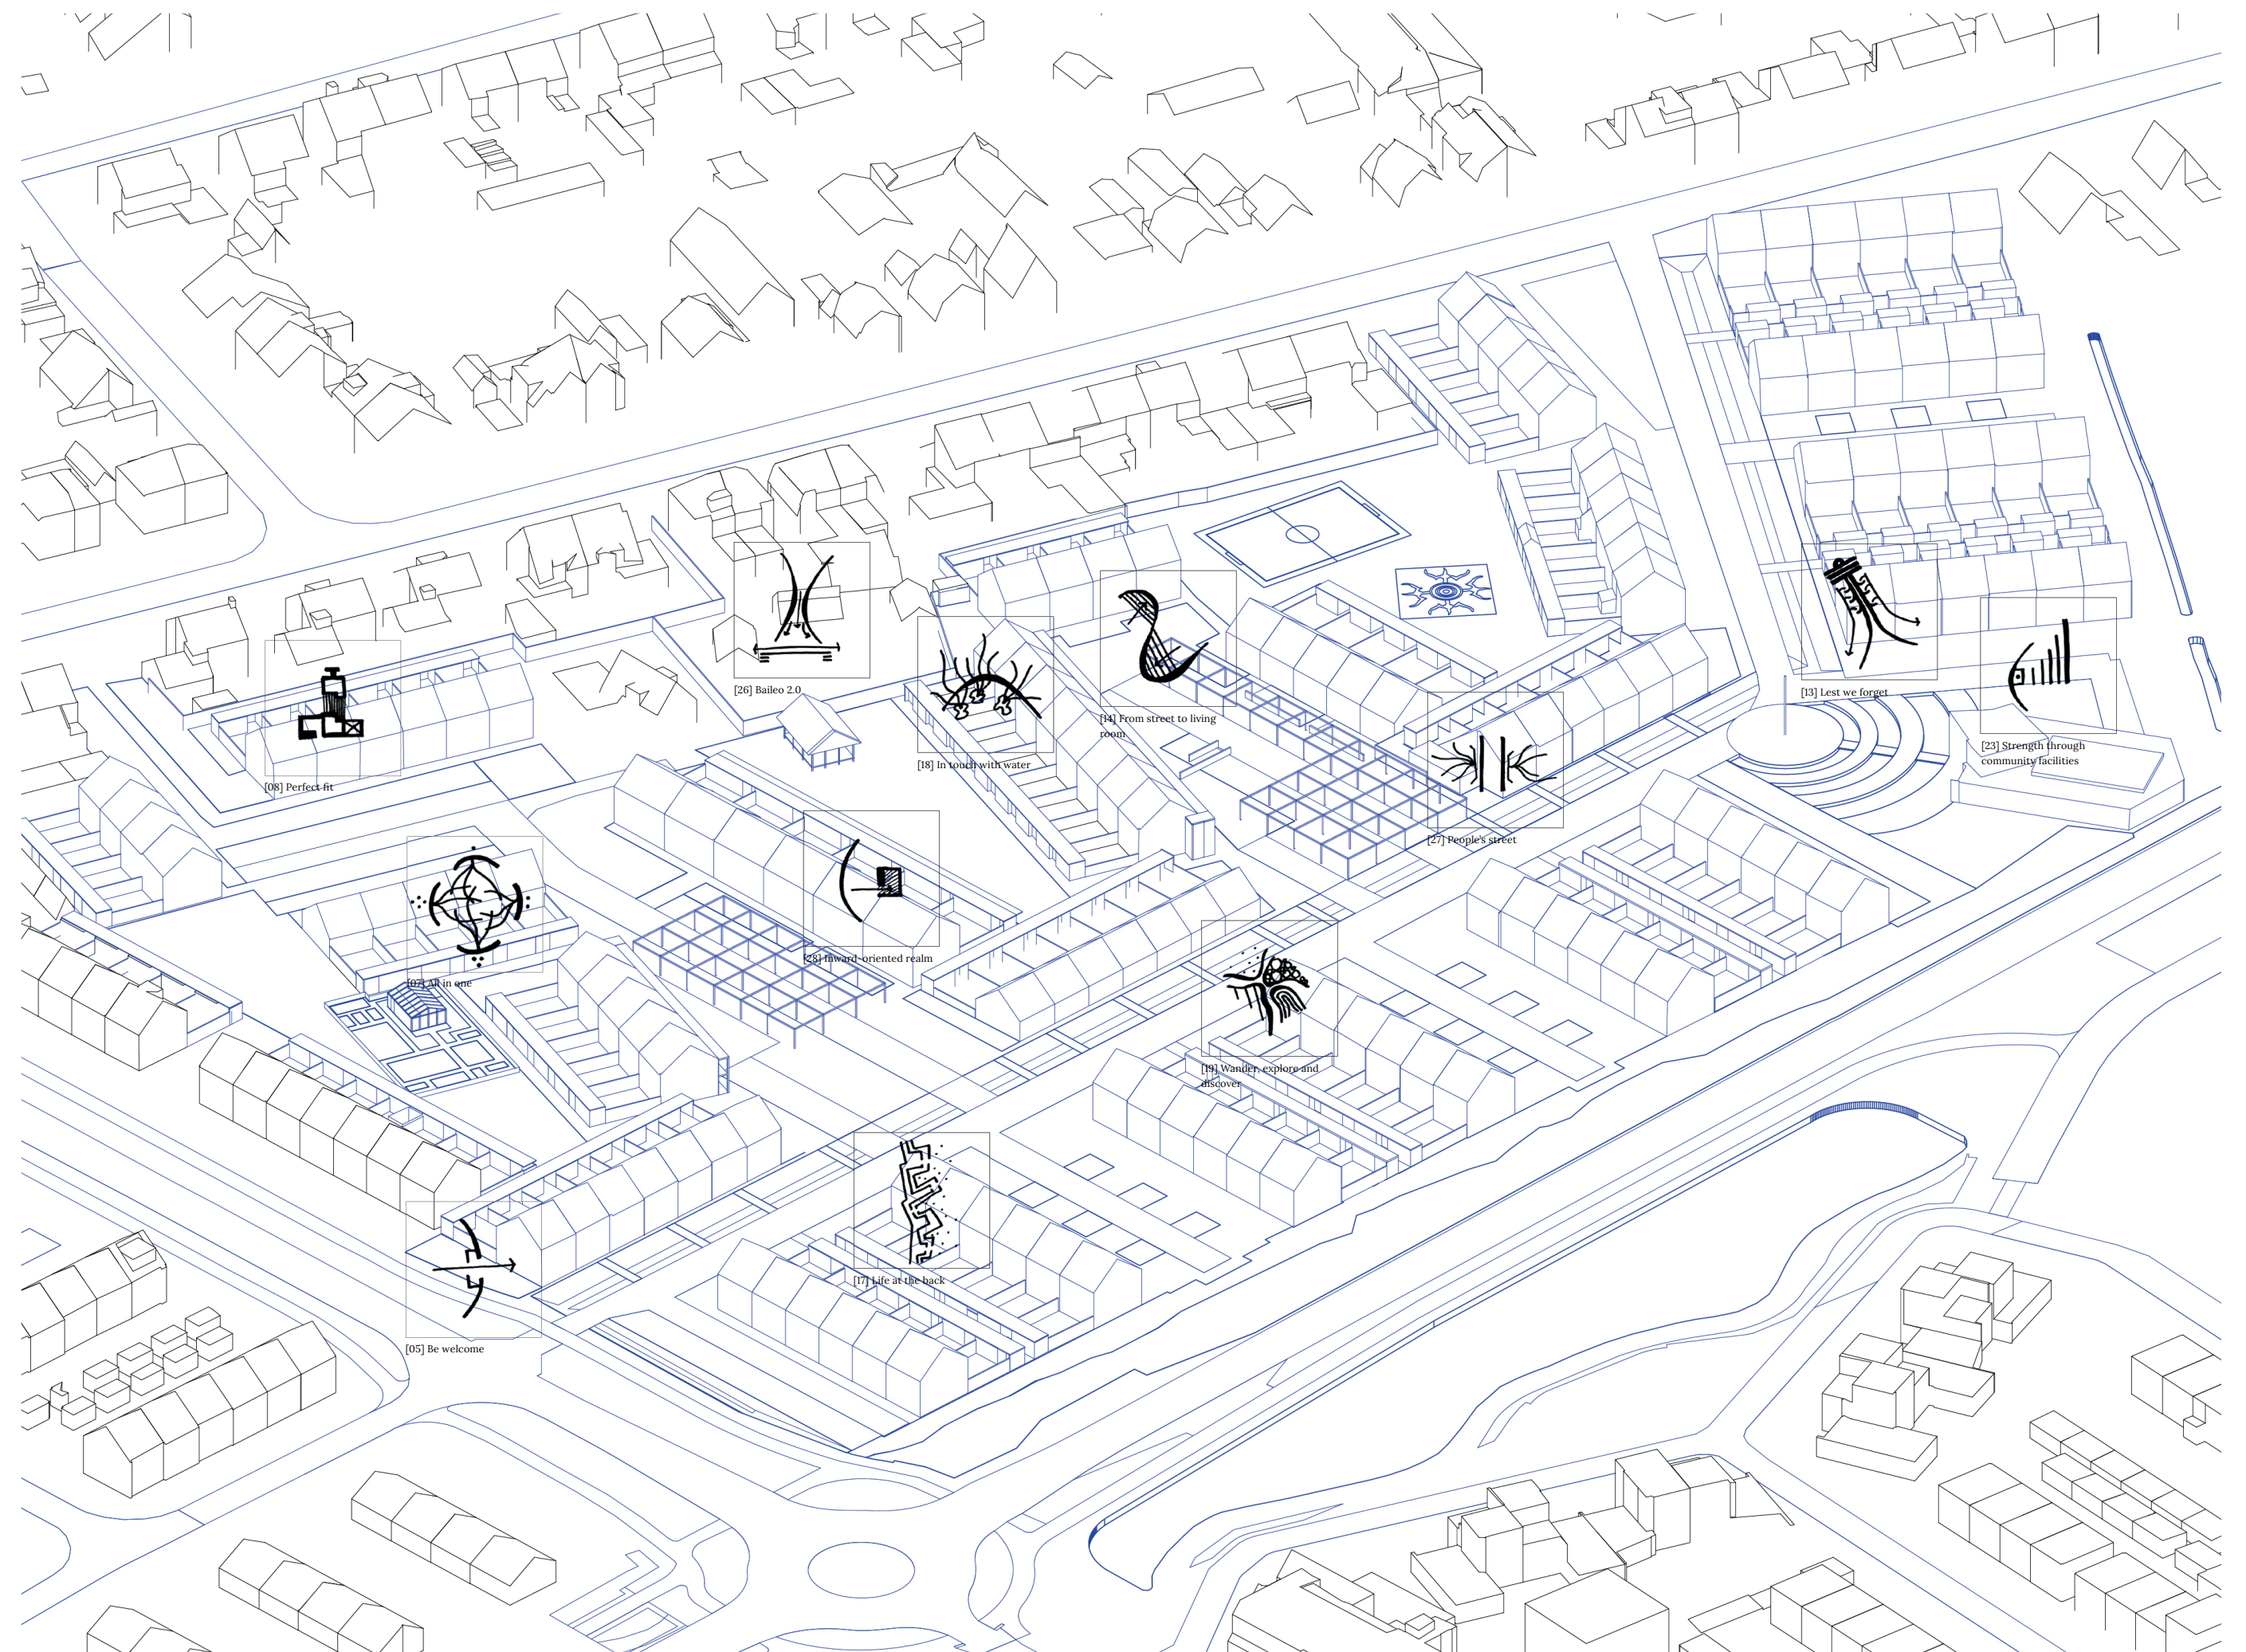 [26] Baileo 2.0
[13] Lest we forget
[14] From street to living
room
[23] Strength through
community facilities
[18] In touch with water
[08] Perfect fit
[27] People's street
[28] Inward-oriented realm
[07] All in one
[19] Wander, explore and
discover
[17] Life at the back
[05] Be welcome